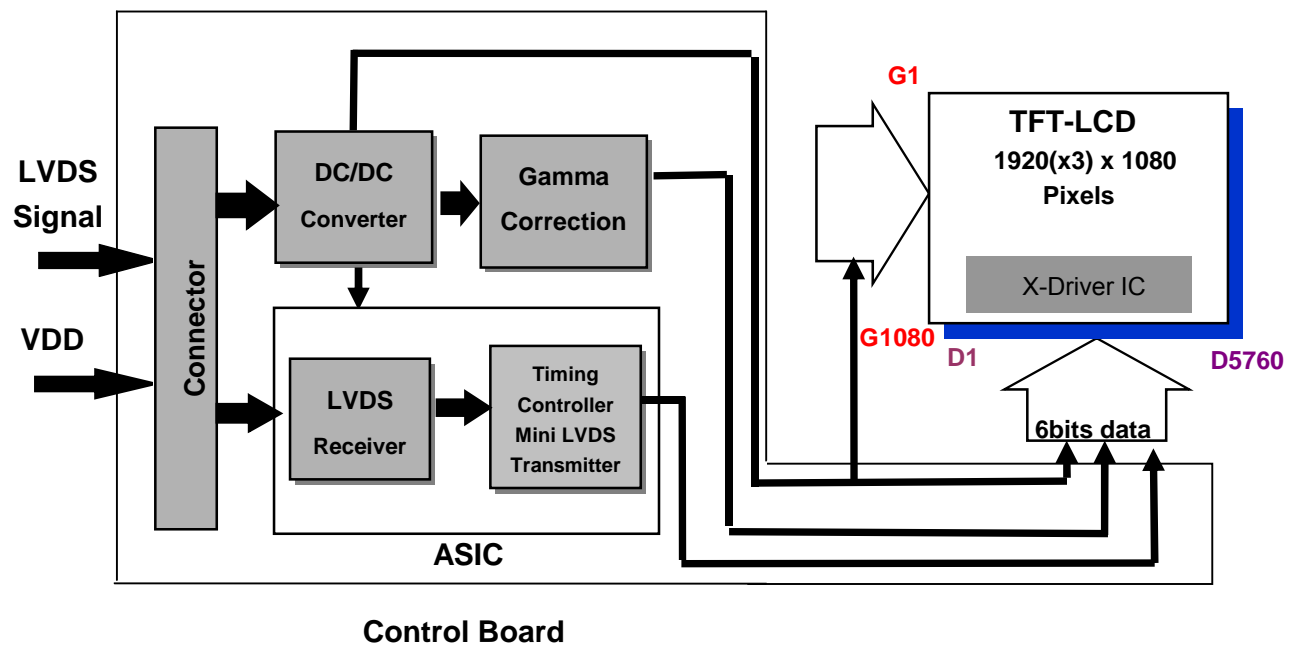 LVDS
Signal
VDD
Connector
DC/DC
Converter
Gamma
Correction
LVDS
Receiver
Timing
Controller
Mini LVDS
Transmitter
ASIC
Control Board
G1
G1080
TFT-LCD
1920(x3) x 1080
Pixels
X-Driver IC
D1
D5760
6bits data